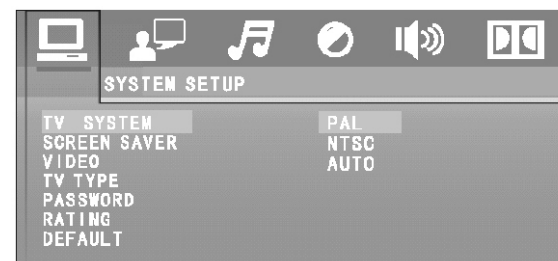 SYSTEM SETUP
TV SYSTEM PAL
SCREEN SAVER NTSC
VIDEO AUTO
TV TYPE
PASSWORD
RATING
DEFAULT